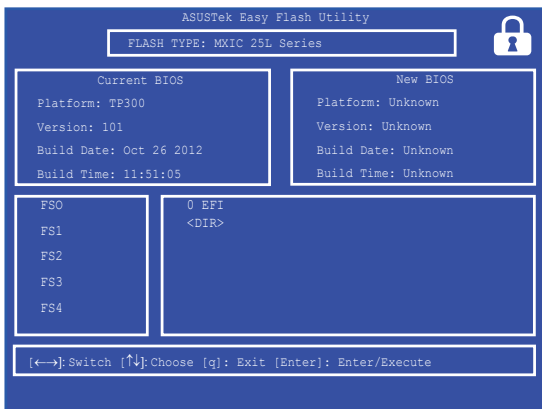 ASUSTek Easy Flash Utility
FLASH TYPE: MXIC 25L Series
Current BIOS
Platform: TP300
Version: 101
Build Date: Oct 26 2012
Build Time: 11:51:05
New BIOS
Platform: Unknown
Version: Unknown
Build Date: Unknown
Build Time: Unknown
FSO
FS1
FS2
FS3
FS4
0 EFI
<DIR>
[←→]: Switch [↑↓]: Choose [q]: Exit [Enter]: Enter/Execute